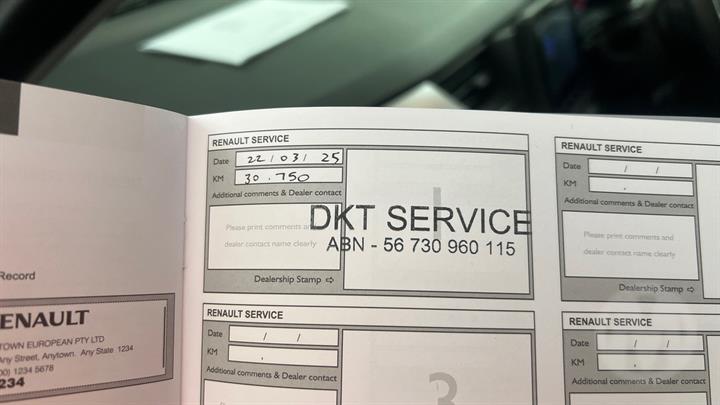 RENAULT SERVICE
Date 22 / 03 / 25
KM 30.750
Additional comments & Dealer contact
Please print comments and
dealer contact name clearly
1
DKT SERVICE
ABN - 56 730 960 115
Dealership Stamp ⇨
RENAULT SERVICE
Date / /
KM .
Additional comments & Dealer contact
Please print comments and
dealer contact name clearly
Dealership Stamp ⇨
Record
ENAULT
TOWN EUROPEAN PTY LTD
Any Street, Anytown. Any State 1234
00) 1234 5678
234
RENAULT SERVICE
Date / /
KM .
Additional comments & Dealer contact
3
RENAULT SERVICE
Date / /
KM .
Additional comments & Dealer contact